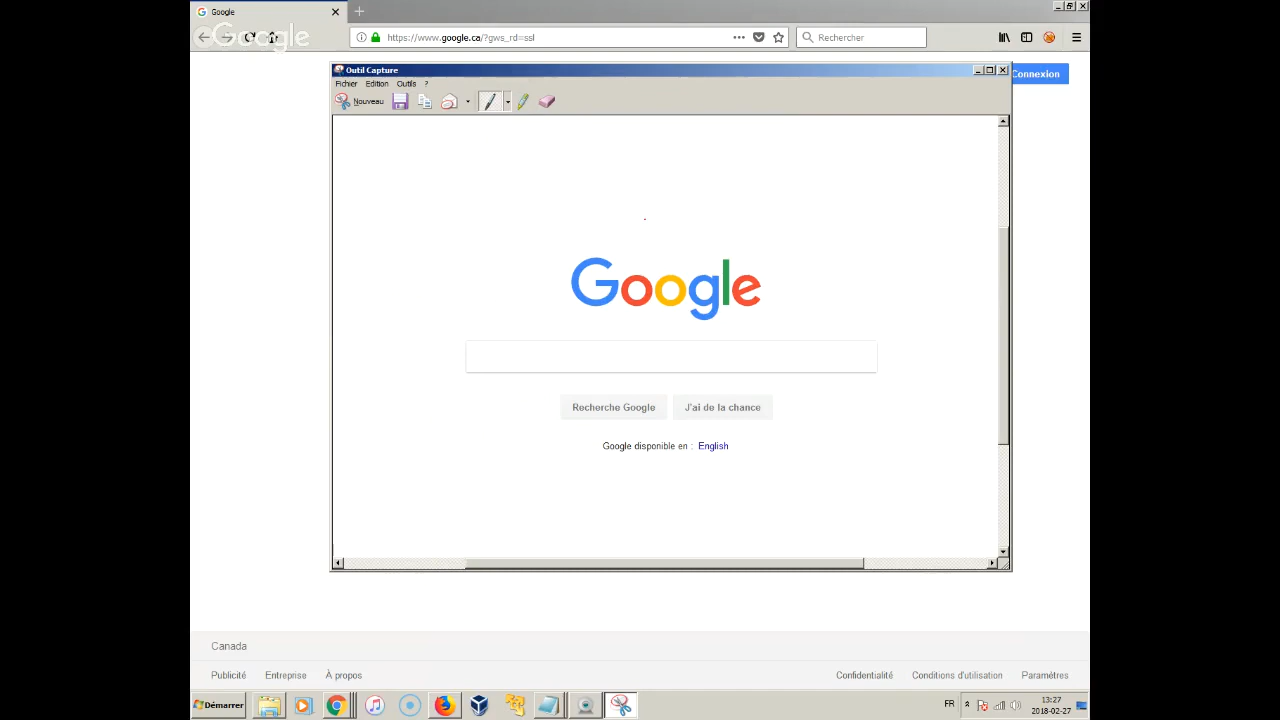 Google
https://www.google.ca/?gws_rd=ssl
Rechercher
Google
Connexion
Outil Capture
Fichier Edition Outils ?
Nouveau
Google
Recherche Google J'ai de la chance
Google disponible en : English
Canada
Publicité Entreprise À propos Confidentialité Conditions d'utilisation Paramètres
Démarrer FR 13:27
2018-02-27